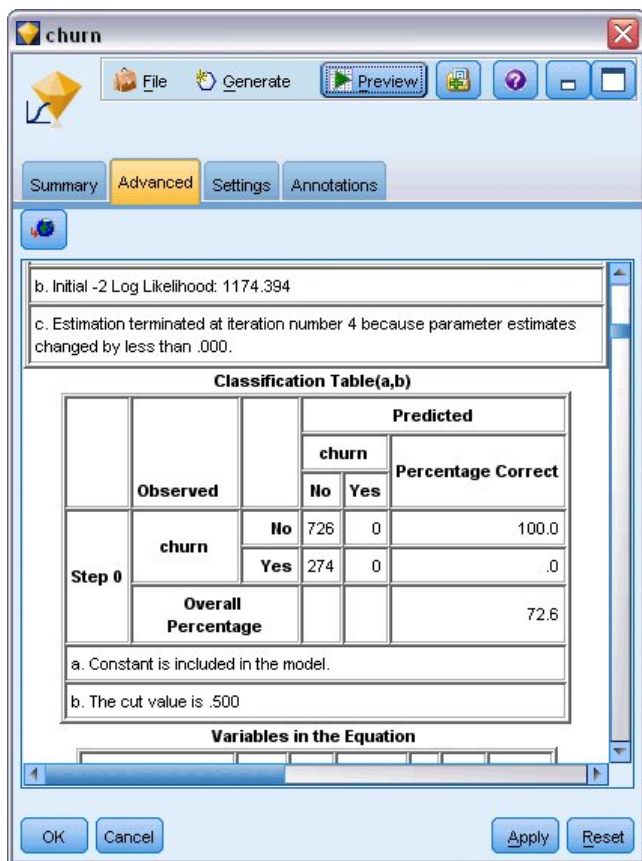 churn
File Generate Preview
Summary Advanced Settings Annotations
b. Initial -2 Log Likelihood: 1174.394
c. Estimation terminated at iteration number 4 because parameter estimates
changed by less than .000.
Classification Table(a,b)
Predicted
churn
Percentage Correct
Observed No Yes
churn No 726 0 100.0
Step 0
Yes 274 0 .0
Overall
Percentage
72.6
a. Constant is included in the model.
b. The cut value is .500
Variables in the Equation
OK Cancel Apply Reset